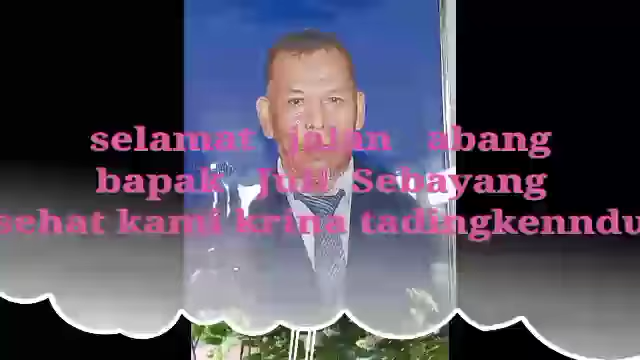 selamat jalan abang
bapak Juli Sebayang
sehat kami krina tadingkenndu